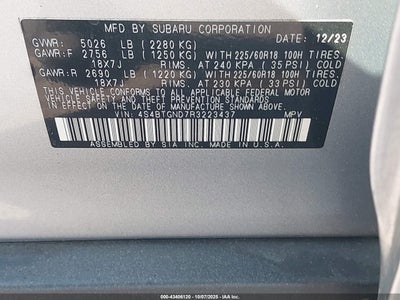 MFD. BY SUBARU CORPORATION DATE: 12/23
GVWR: 5026 LB (2280 KG)
GAWR:F 2756 LB (1250 KG) WITH 225/60R18 100H TIRES.
18X7J RIMS. AT 240 KPA (35 PSI) COLD
GAWR:R 2690 LB (1220 KG) WITH 225/60R18 100H TIRES.
18X7J RIMS. AT 230 KPA (33 PSI) COLD
THIS VEHICLE CONFORMS TO ALL APPLICABLE FEDERAL MOTOR
VEHICLE SAFETY BUMPER, AND THEFT PREVENTION STANDARDS
IN EFFECT ON THE DATE OF MANUFACTURE SHOWN ABOVE.
VIN: 4S4BTGND7R3223437 MPV
ASSEMBLED BY SIA IN MADE IN U.S.A.
000-43406120 - 10/07/2025 - IAA, Inc.